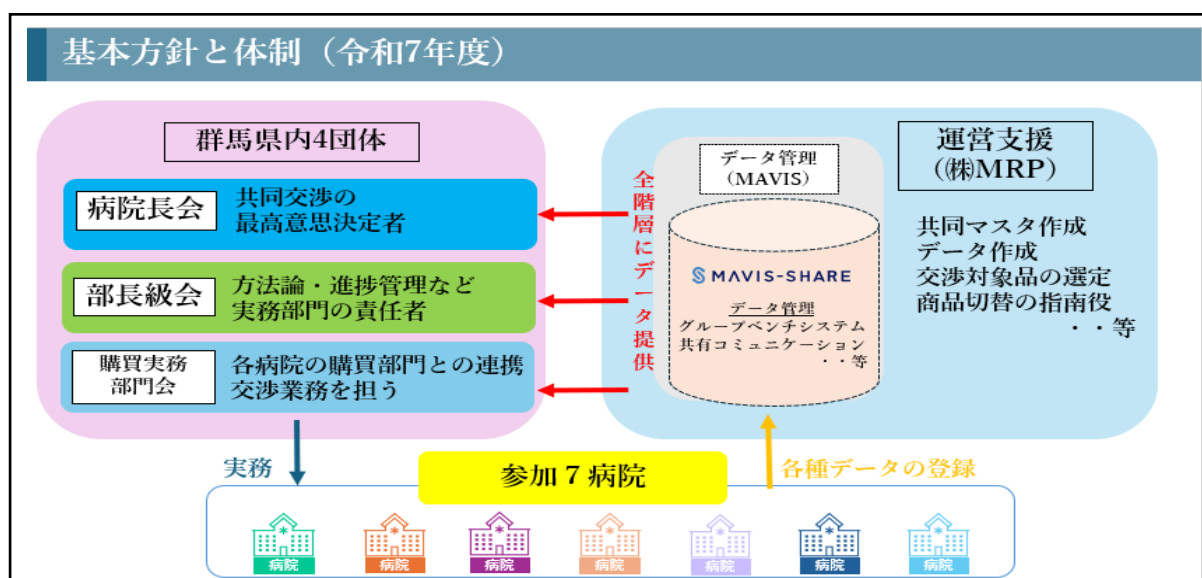 基本方針と体制（令和7年度）
群馬県内4団体
病院長会
共同交渉の
最高意思決定者
部長級会
方法論・進捗管理など
実務部門の責任者
購買実務
部門会
各病院の購買部門との連携
交渉業務を担う
全階層にデータ提供
データ管理
(MAVIS)
MAVIS-SHARE
データ管理
グループベンチシステム
共有コミュニケーション
・・等
運営支援
(㈱MRP)
共同マスタ作成
データ作成
交渉対象品の選定
商品切替の指南役
・・等
実務
参加７病院
各種データの登録
病院
病院
病院
病院
病院
病院
病院